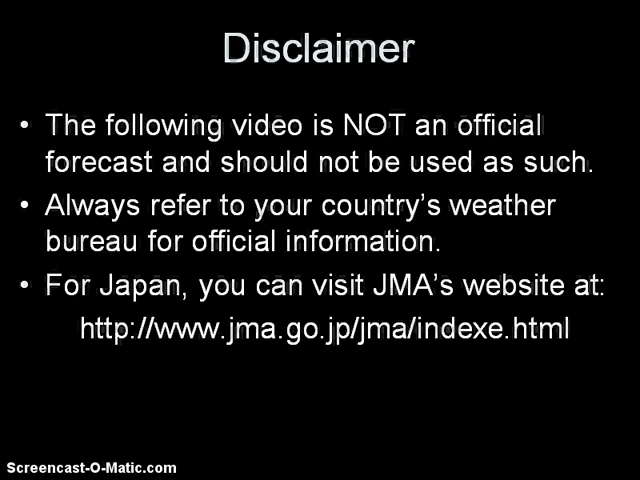 Disclaimer
• The following video is NOT an official
forecast and should not be used as such.
• Always refer to your country's weather
bureau for official information.
• For Japan, you can visit JMA's website at:
http://www.jma.go.jp/jma/indexe.html
Screencast-O-Matic.com